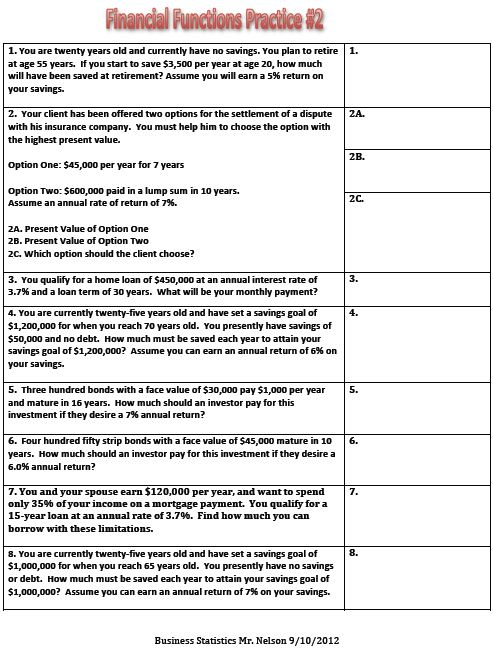 Financial Functions Practice #2
1. You are twenty years old and currently have no savings. You plan to retire
at age 55 years. If you start to save $3,500 per year at age 20, how much
will have been saved at retirement? Assume you will earn a 5% return on
your savings.
1.
2. Your client has been offered two options for the settlement of a dispute
with his insurance company. You must help him to choose the option with
the highest present value.
Option One: $45,000 per year for 7 years
Option Two: $600,000 paid in a lump sum in 10 years.
Assume an annual rate of return of 7%.
2A. Present Value of Option One
2B. Present Value of Option Two
2C. Which option should the client choose?
2A.
2B.
2C.
3. You qualify for a home loan of $450,000 at an annual interest rate of
3.7% and a loan term of 30 years. What will be your monthly payment?
3.
4. You are currently twenty-five years old and have set a savings goal of
$1,200,000 for when you reach 70 years old. You presently have savings of
$50,000 and no debt. How much must be saved each year to attain your
savings goal of $1,200,000? Assume you can earn an annual return of 6% on
your savings.
4.
5. Three hundred bonds with a face value of $30,000 pay $1,000 per year
and mature in 16 years. How much should an investor pay for this
investment if they desire a 7% annual return?
5.
6. Four hundred fifty strip bonds with a face value of $45,000 mature in 10
years. How much should an investor pay for this investment if they desire a
6.0% annual return?
6.
7. You and your spouse earn $120,000 per year, and want to spend
only 35% of your income on a mortgage payment. You qualify for a
15-year loan at an annual rate of 3.7%. Find how much you can
borrow with these limitations.
7.
8. You are currently twenty-five years old and have set a savings goal of
$1,000,000 for when you reach 65 years old. You presently have no savings
or debt. How much must be saved each year to attain your savings goal of
$1,000,000? Assume you can earn an annual return of 7% on your savings.
8.
Business Statistics Mr. Nelson 9/10/2012